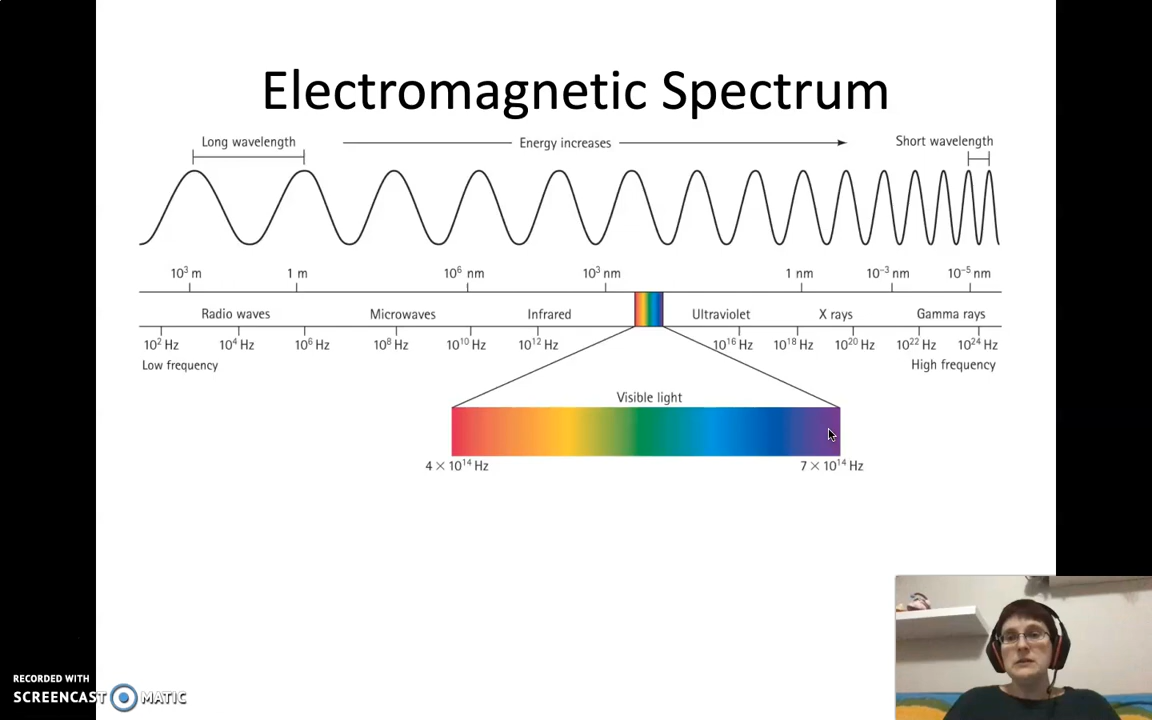 Electromagnetic Spectrum
Long wavelength
Energy increases
Short wavelength
10³ m 1 m 10⁶ nm 10³ nm 1 nm 10⁻³ nm 10⁻⁵ nm
Radio waves Microwaves Infrared Ultraviolet X rays Gamma rays
10² Hz 10⁴ Hz 10⁶ Hz 10⁸ Hz 10¹⁰ Hz 10¹² Hz 10¹⁶ Hz 10¹⁸ Hz 10²⁰ Hz 10²² Hz 10²⁴ Hz
Low frequency High frequency
Visible light
4 × 10¹⁴ Hz 7 × 10¹⁴ Hz
RECORDED WITH
SCREENCAST MATIC